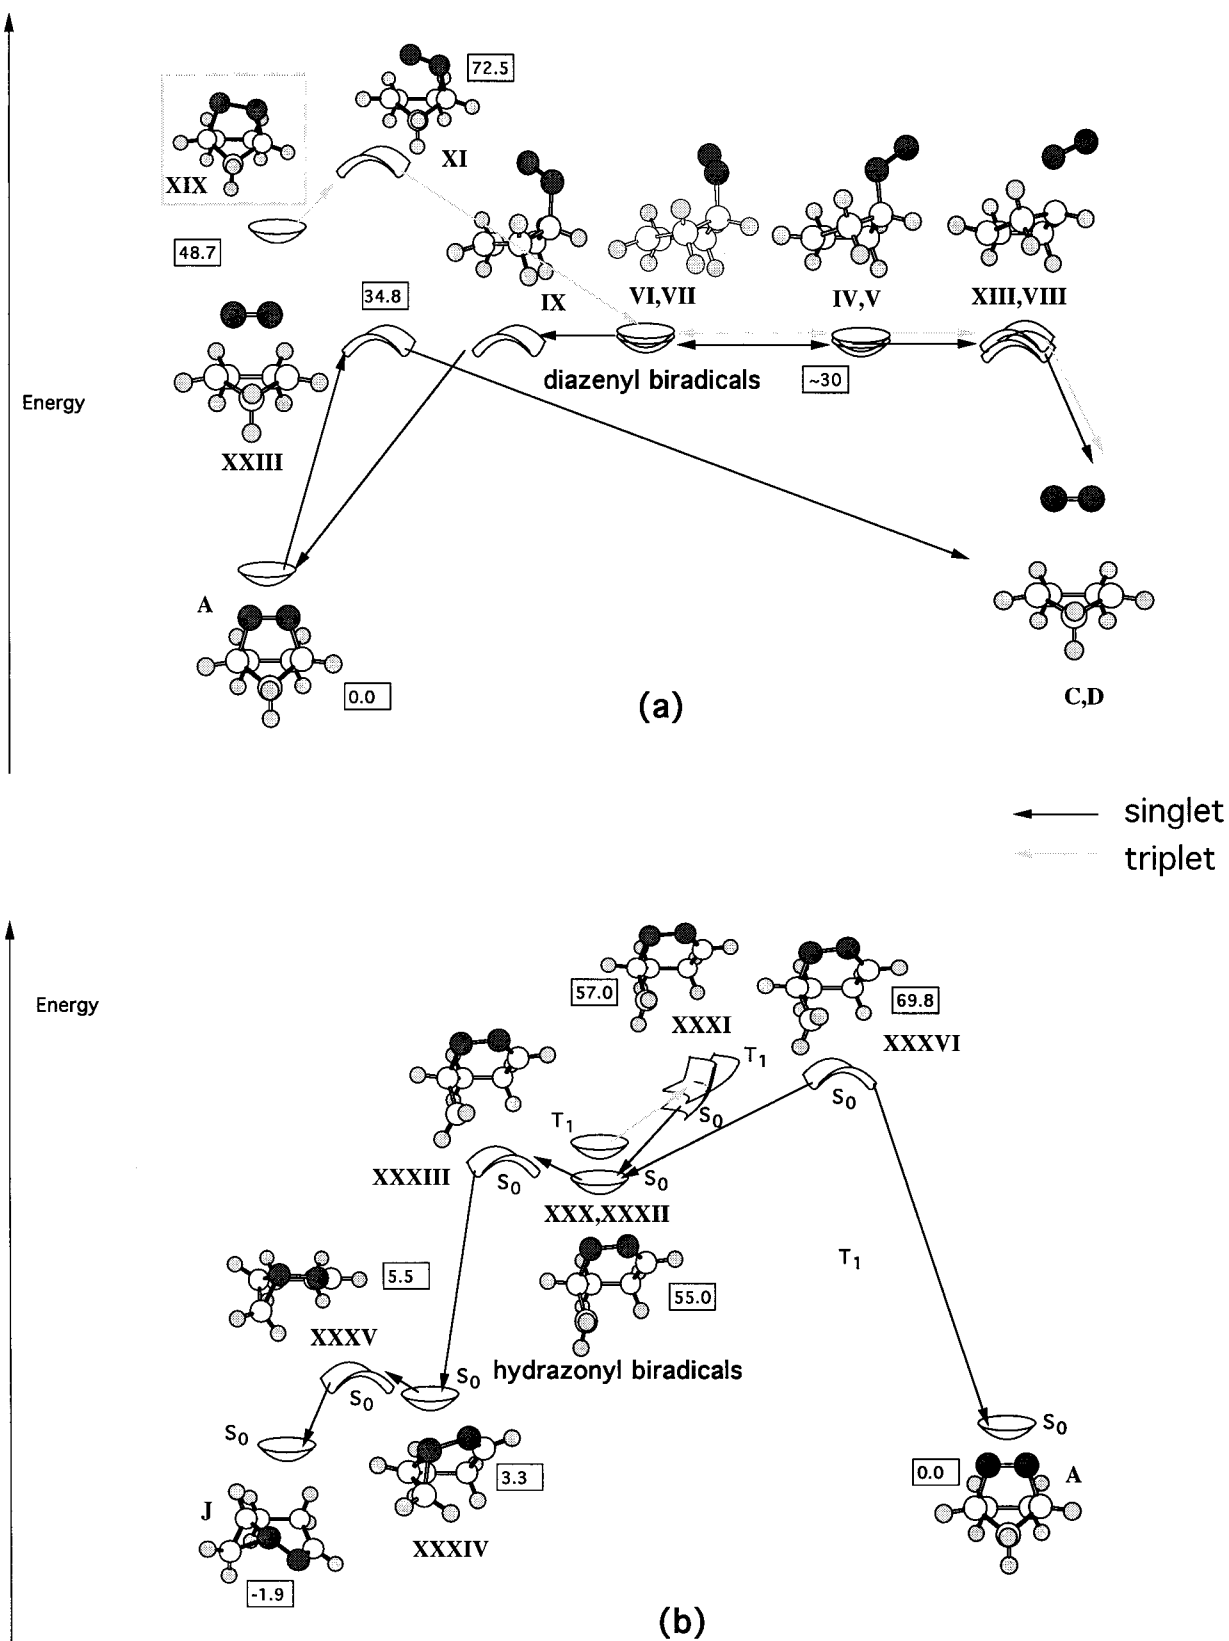 72.5
XI
XIX
48.7
34.8
IX
VI,VII
IV,V
XIII,VIII
diazenyl biradicals
~30
Energy
XXIII
A
0.0
(a)
C,D
singlet
triplet
Energy
57.0
XXXI
69.8
XXXVI
T1
S0
S0
T1
XXXIII
S0
S0
XXX,XXXII
T1
5.5
55.0
XXXV
hydrazonyl biradicals
S0
S0
S0
S0
3.3
0.0
A
J
XXXIV
-1.9
(b)